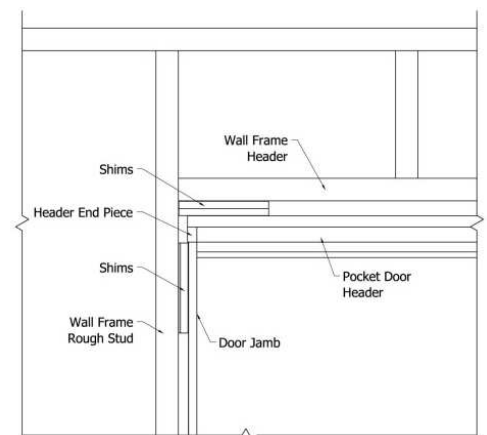 Wall Frame
Header
Shims
Header End Piece
Shims
Pocket Door
Header
Wall Frame
Rough Stud
Door Jamb